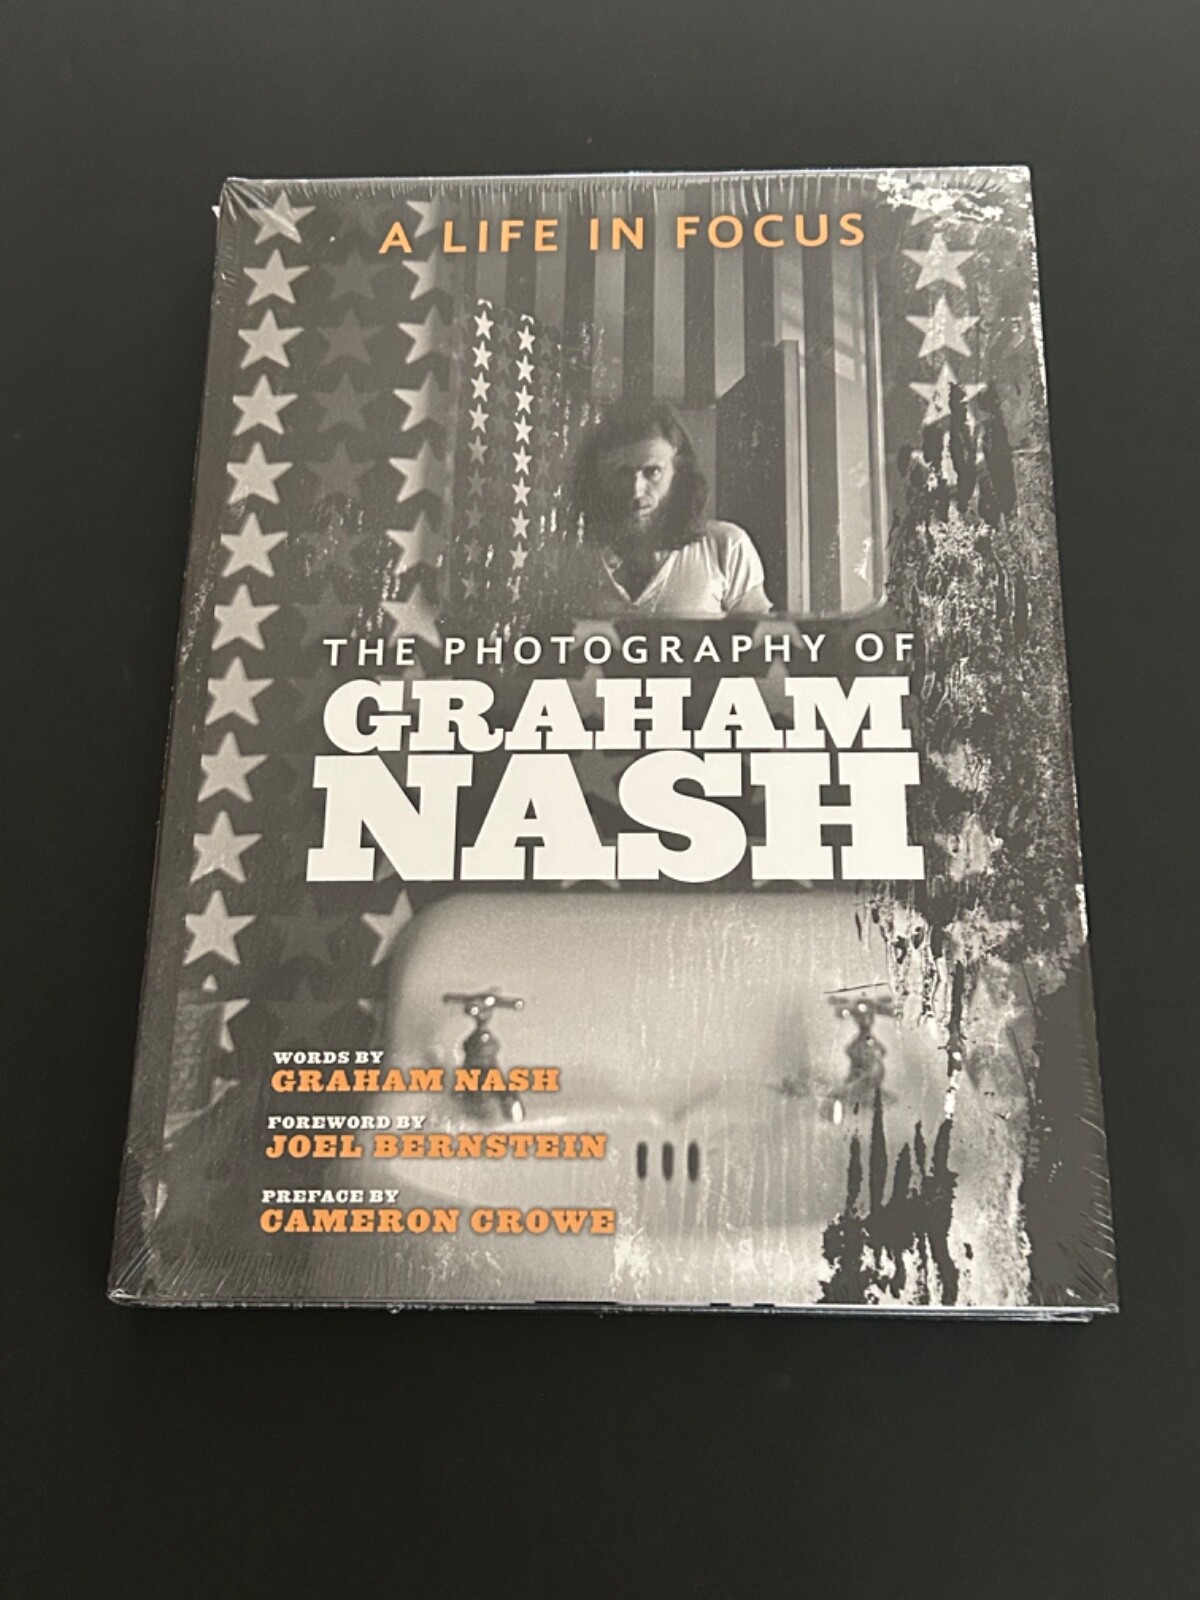 A LIFE IN FOCUS
THE PHOTOGRAPHY OF
GRAHAM
NASH
WORDS BY
GRAHAM NASH
FOREWORD BY
JOEL BERNSTEIN
PREFACE BY
CAMERON CROWE